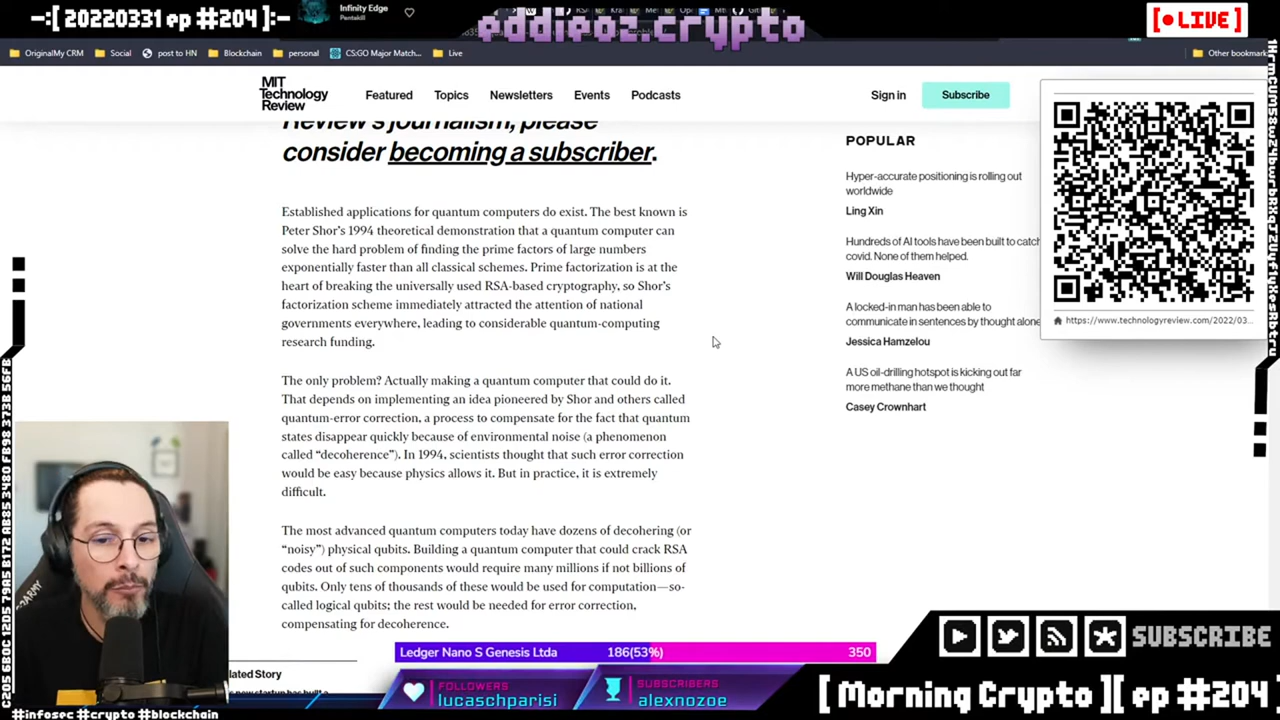 -:[ 20220331 ep #204 ]:-
Infinity Edge
Pentakill
eddieoz.crypto
[ LIVE ]
OriginalMy CRM
Social
post to HN
Blockchain
personal
CS:GO Major Match...
Live
Other bookmark
MIT
Technology
Review
Featured
Topics
Newsletters
Events
Podcasts
Sign in
Subscribe
Review's journalism, please
consider becoming a subscriber.
Established applications for quantum computers do exist. The best known is
Peter Shor's 1994 theoretical demonstration that a quantum computer can
solve the hard problem of finding the prime factors of large numbers
exponentially faster than all classical schemes. Prime factorization is at the
heart of breaking the universally used RSA-based cryptography, so Shor's
factorization scheme immediately attracted the attention of national
governments everywhere, leading to considerable quantum-computing
research funding.
The only problem? Actually making a quantum computer that could do it.
That depends on implementing an idea pioneered by Shor and others called
quantum-error correction, a process to compensate for the fact that quantum
states disappear quickly because of environmental noise (a phenomenon
called “decoherence”). In 1994, scientists thought that such error correction
would be easy because physics allows it. But in practice, it is extremely
difficult.
The most advanced quantum computers today have dozens of decohering (or
“noisy”) physical qubits. Building a quantum computer that could crack RSA
codes out of such components would require many millions if not billions of
qubits. Only tens of thousands of these would be used for computation—so-
called logical qubits; the rest would be needed for error correction,
compensating for decoherence.
lated Story
POPULAR
Hyper-accurate positioning is rolling out
worldwide
Ling Xin
Hundreds of AI tools have been built to catch
covid. None of them helped.
Will Douglas Heaven
A locked-in man has been able to
communicate in sentences by thought alone
Jessica Hamzelou
A US oil-drilling hotspot is kicking out far
more methane than we thought
Casey Crownhart
https://www.technologyreview.com/2022/03...
Ledger Nano S Genesis Ltda
186(53%)
350
FOLLOWERS
lucaschparisi
SUBSCRIBERS
alexnozoe
SUBSCRIBE
[ Morning Crypto ][ ep #204 ]
#infosec #crypto #blockchain